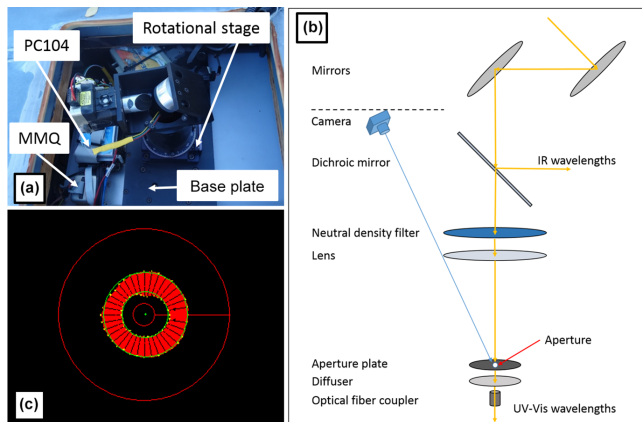 PC104
Rotational stage
MMQ
Base plate
(a)
(c)
(b)
Mirrors
Camera
Dichroic mirror
IR wavelengths
Neutral density filter
Lens
Aperture
Aperture plate
Diffuser
Optical fiber coupler
UV-Vis wavelengths